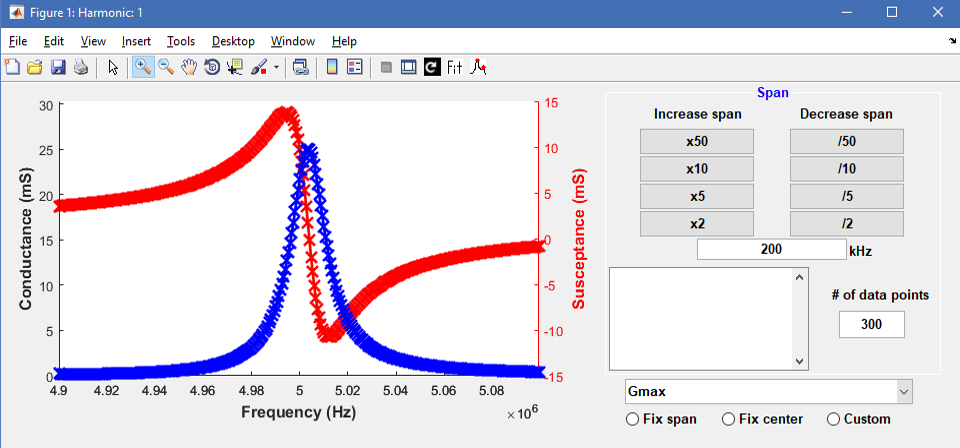 Figure 1: Harmonic: 1
File Edit View Insert Tools Desktop Window Help
Fit
Span
Increase span Decrease span
x50 /50
x10 /10
x5 /5
x2 /2
200 kHz
# of data points
300
Gmax
Fix span Fix center Custom
Conductance (mS)
30
25
20
15
10
5
0
Susceptance (mS)
15
10
5
0
-5
-10
-15
4.9 4.92 4.94 4.96 4.98 5 5.02 5.04 5.06 5.08
Frequency (Hz)
×10⁶